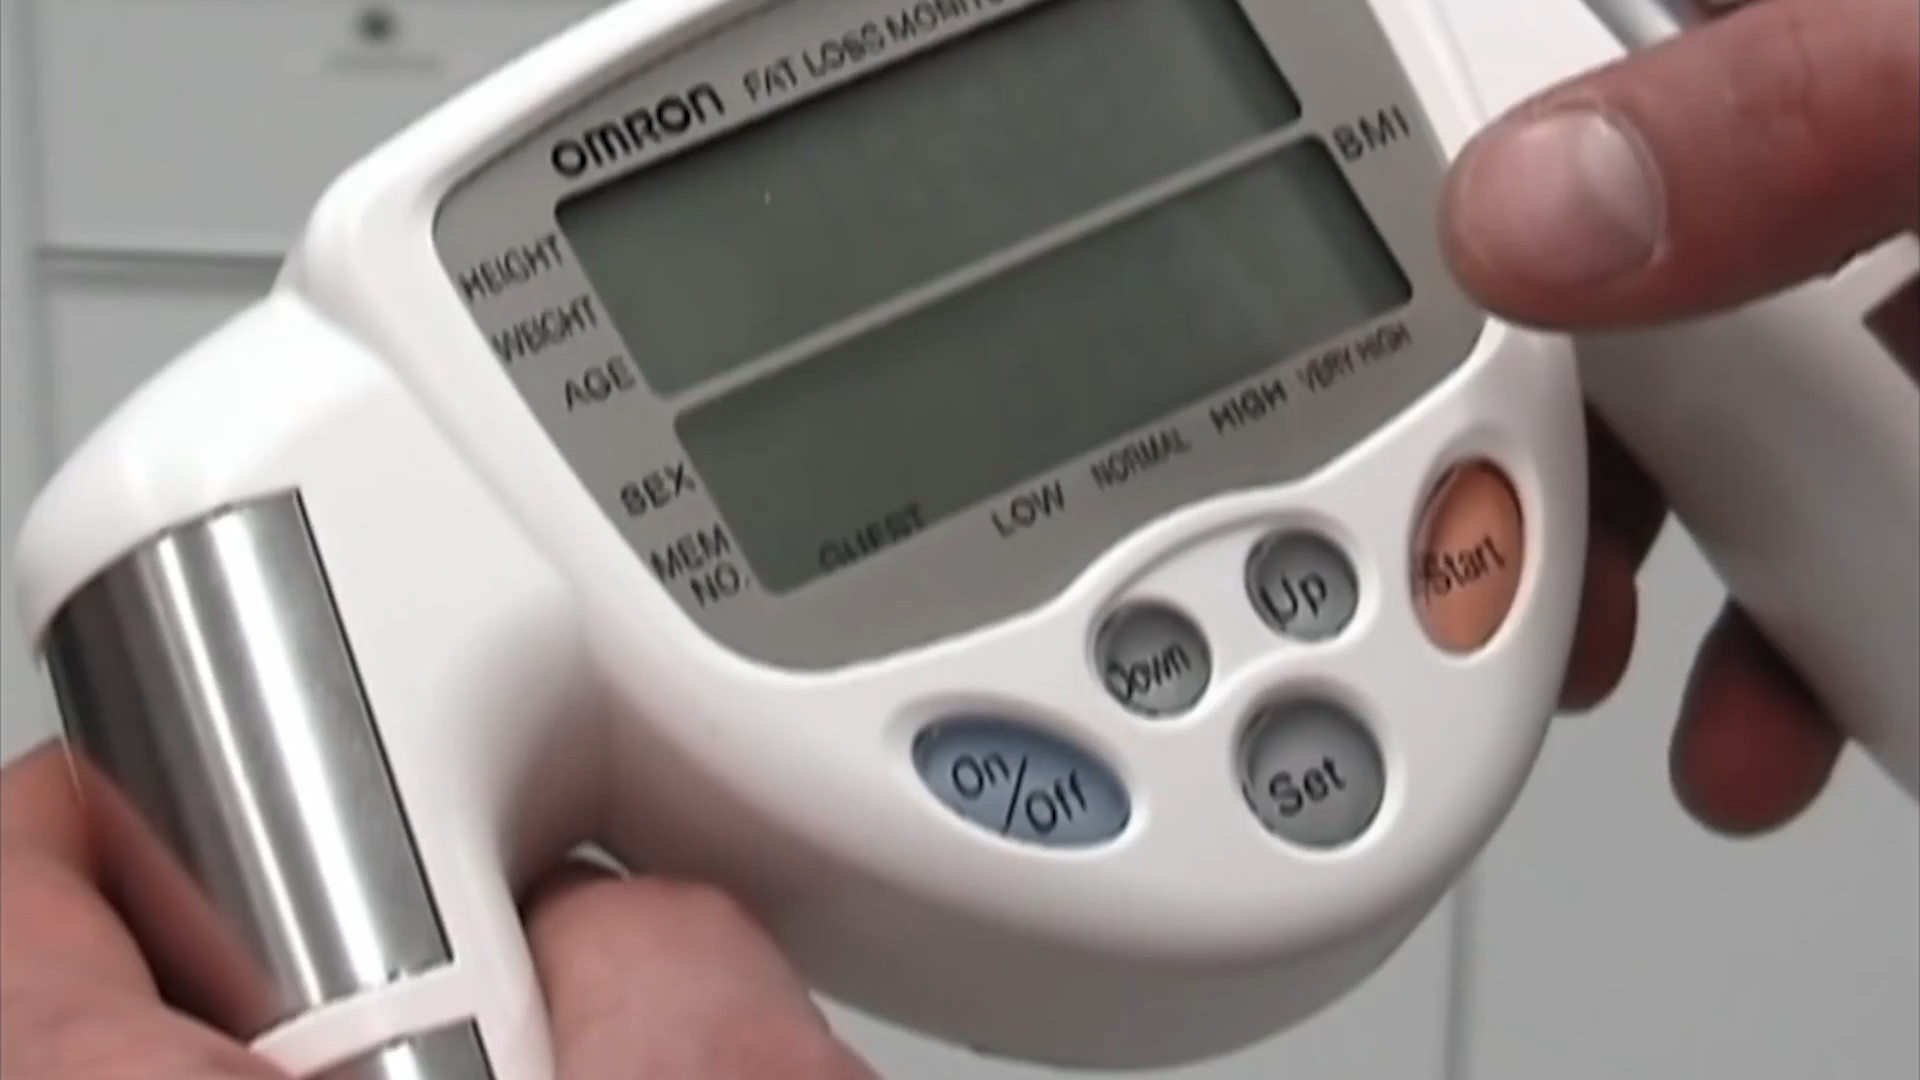 OMRON FAT LOSS MONITO
BMI
HEIGHT
WEIGHT
AGE
SEX
MEM
NO.
GUEST
LOW NORMAL HIGH VERY HIGH
Up
Down
/Start
On/Off
Set